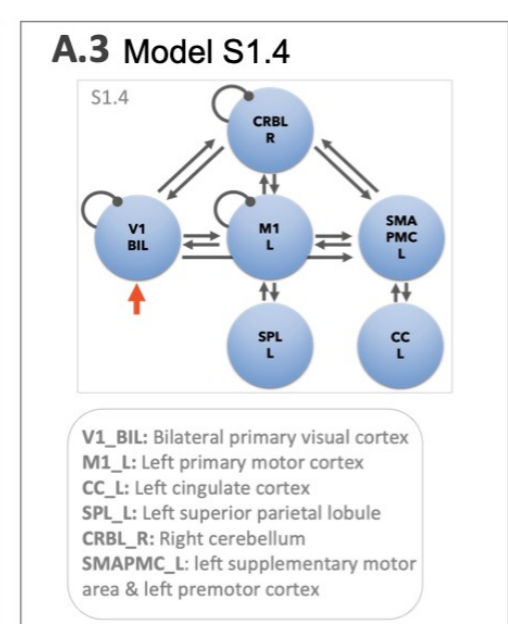 A.3 Model S1.4
S1.4
CRBL
R
V1
BIL
M1
L
SMA
PMC
L
SPL
L
CC
L
V1_BIL: Bilateral primary visual cortex
M1_L: Left primary motor cortex
CC_L: Left cingulate cortex
SPL_L: Left superior parietal lobule
CRBL_R: Right cerebellum
SMAPMC_L: left supplementary motor
area & left premotor cortex